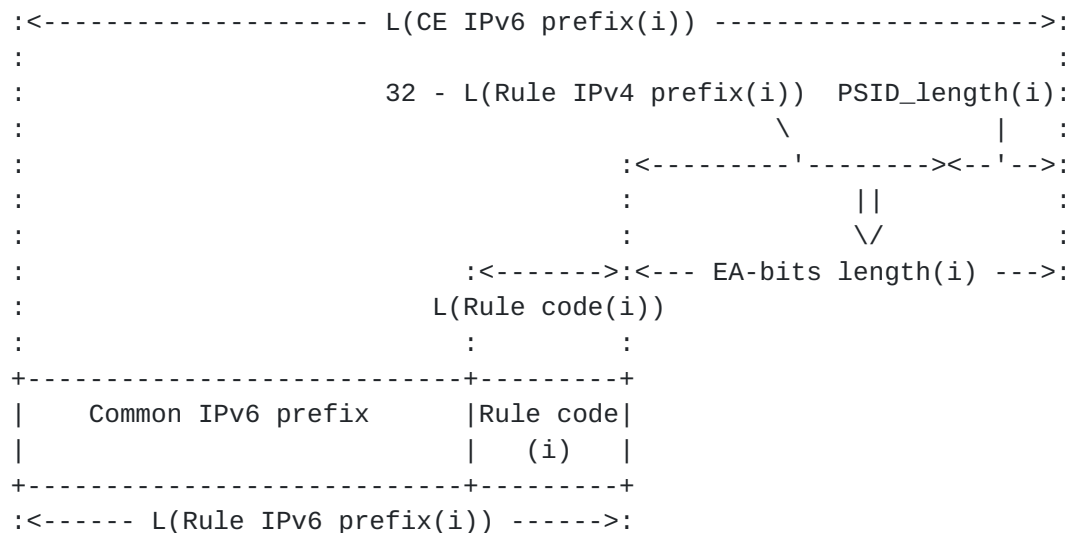 :<--------------------- L(CE IPv6 prefix(i)) --------------------->:
:                                                                  :
:                       32 - L(Rule IPv4 prefix(i))  PSID_length(i):
:                                                \             |   :
:                                      :<---------'--------><--'-->:
:                                      :              ||           :
:                                      :              \/           :
:                            :<------->:<--- EA-bits length(i) --->:
:                          L(Rule code(i))
:                            :         :
+----------------------------+---------+
|    Common IPv6 prefix      |Rule code|
|                            |   (i)   |
+----------------------------+---------+
:<------ L(Rule IPv6 prefix(i)) ------>: